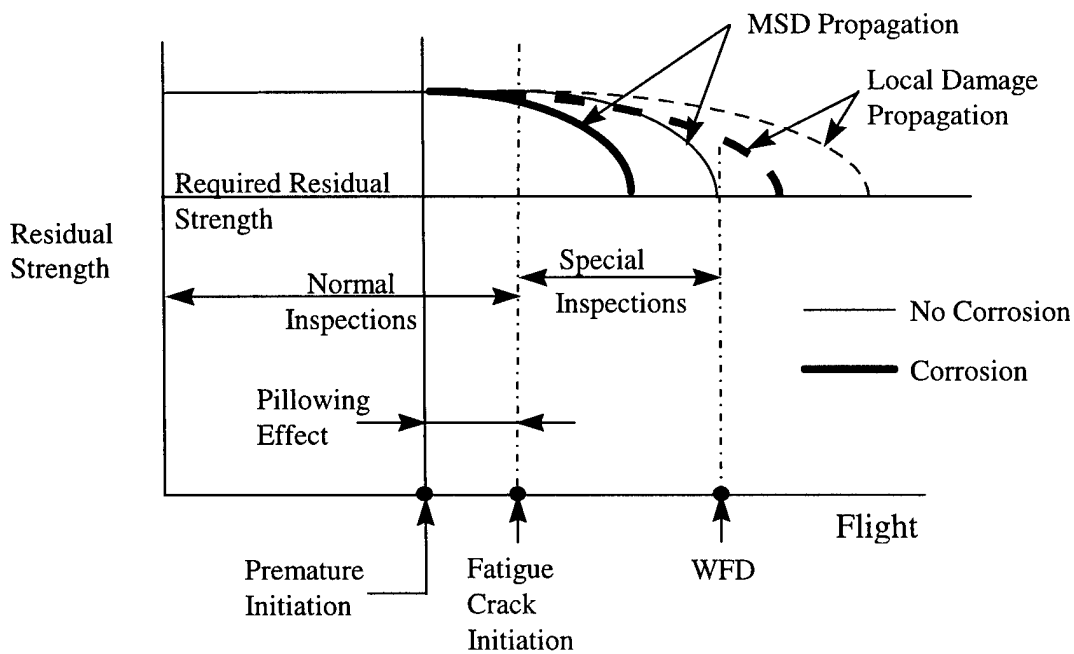 MSD Propagation
Local Damage
Propagation
Required Residual
Strength
Residual
Strength
Special
Inspections
Normal
Inspections
No Corrosion
Corrosion
Pillowing
Effect
Flight
Premature
Initiation
Fatigue
Crack
Initiation
WFD